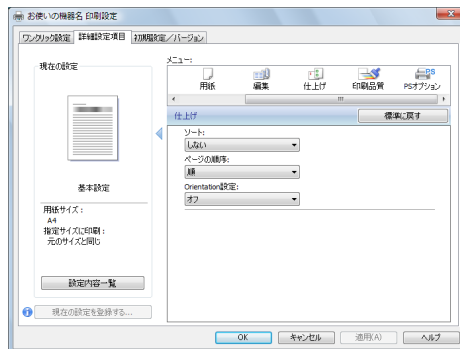 お使いの機器名 印刷設定
ワンクリック設定 詳細設定項目 初期設定/バージョン
現在の設定
メニュー:
用紙 編集 仕上げ 印刷品質 PSオプション
PS
仕上げ 標準に戻す
ソート:
しない
ページの順序:
順
Orientation設定:
オフ
基本設定
用紙サイズ:
A4
指定サイズに印刷:
元のサイズと同じ
設定内容一覧
現在の設定を登録する...
OK キャンセル 適用(A) ヘルプ